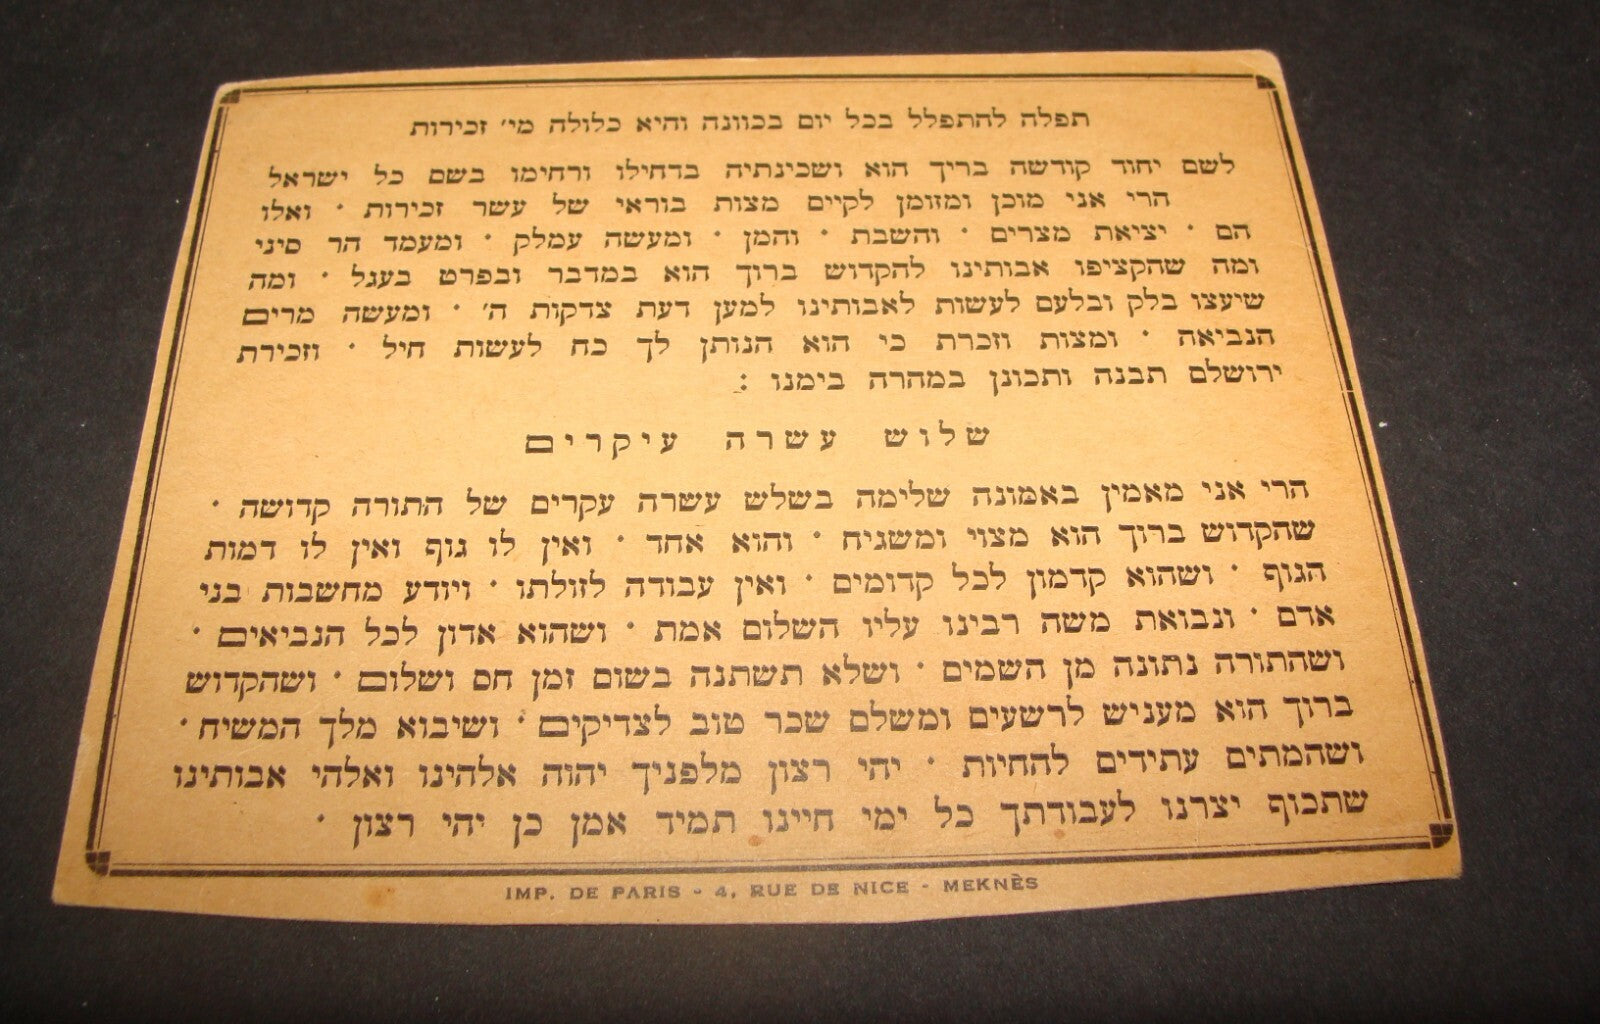 תפלה להתפלל בכל יום בכוונה והיא כלולה מי׳ זכירות
לשם יחוד קודשה בריך הוא ושכינתיה בדחילו ורחימו בשם כל ישראל
הרי אני מוכן ומזומן לקיים מצות בוראי של עשר זכירות · ואלו
הם · יציאת מצרים · והשבת · והמן · ומעשה עמלק · ומעמד הר סיני
ומה שהקציפו אבותינו להקדוש ברוך הוא במדבר ובפרט בעגל · ומה
שיעצו בלק ובלעם לעשות לאבותינו למען דעת צדקות ה׳ · ומעשה מרים
הנביאה · ומצות וזכרת כי הוא הנותן לך כח לעשות חיל · וזכירת
ירושלם תבנה ותכונן במהרה בימנו :
שלוש עשרה עיקרים
הרי אני מאמין באמונה שלימה בשלש עשרה עקרים של התורה קדושה ·
שהקדוש ברוך הוא מצוי ומשגיח · והוא אחד · ואין לו גוף ואין לו דמות
הגוף · ושהוא קדמון לכל קדומים · ואין עבודה לזולתו · ויודע מחשבות בני
אדם · ונבואת משה רבינו עליו השלום אמת · ושהוא אדון לכל הנביאים ·
ושהתורה נתונה מן השמים · ושלא תשתנה בשום זמן חס ושלום · ושהקדוש
ברוך הוא מעניש לרשעים ומשלם שכר טוב לצדיקים · ושיבוא מלך המשיח ·
ושהמתים עתידים להחיות · יהי רצון מלפניך יהוה אלהינו ואלהי אבותינו
שתכוף יצרנו לעבודתך כל ימי חיינו תמיד אמן כן יהי רצון ·
IMP. DE PARIS - 4, RUE DE NICE - MEKNÈS